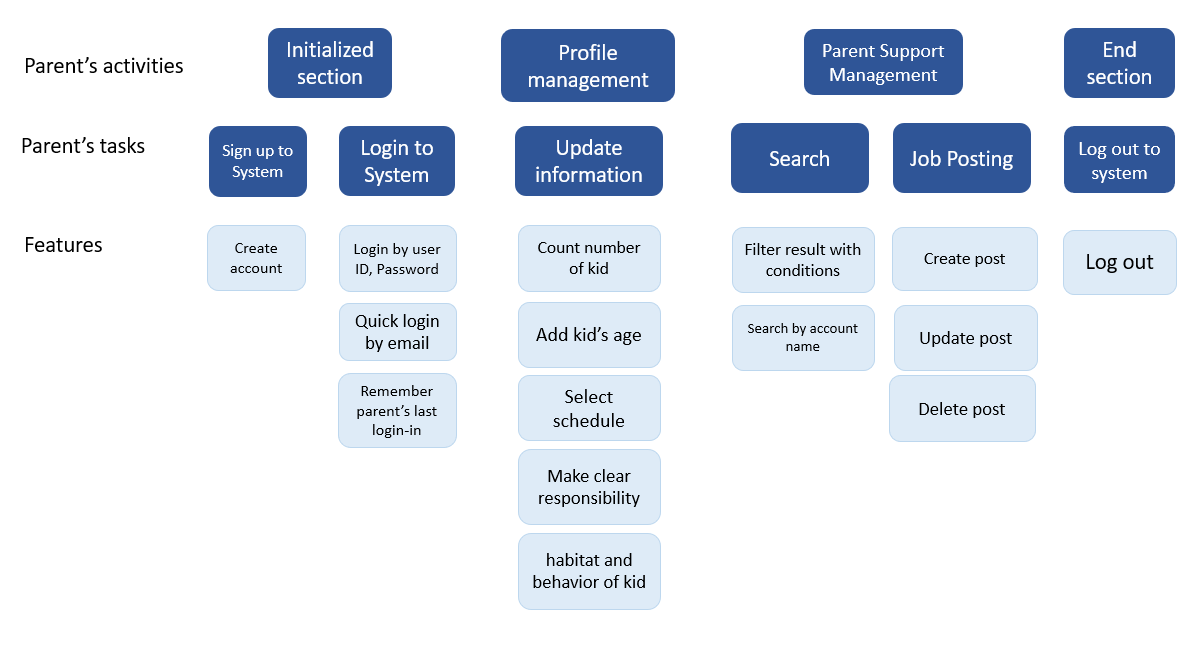 Parent's activities
Initialized
section
Profile
management
Parent Support
Management
End
section
Parent's tasks
Sign up to
System
Login to
System
Update
information
Search
Job Posting
Log out to
system
Features
Create
account
Login by user
ID, Password
Quick login
by email
Remember
parent's last
login-in
Count number
of kid
Add kid's age
Select
schedule
Make clear
responsibility
habitat and
behavior of kid
Filter result with
conditions
Search by account
name
Create post
Update post
Delete post
Log out